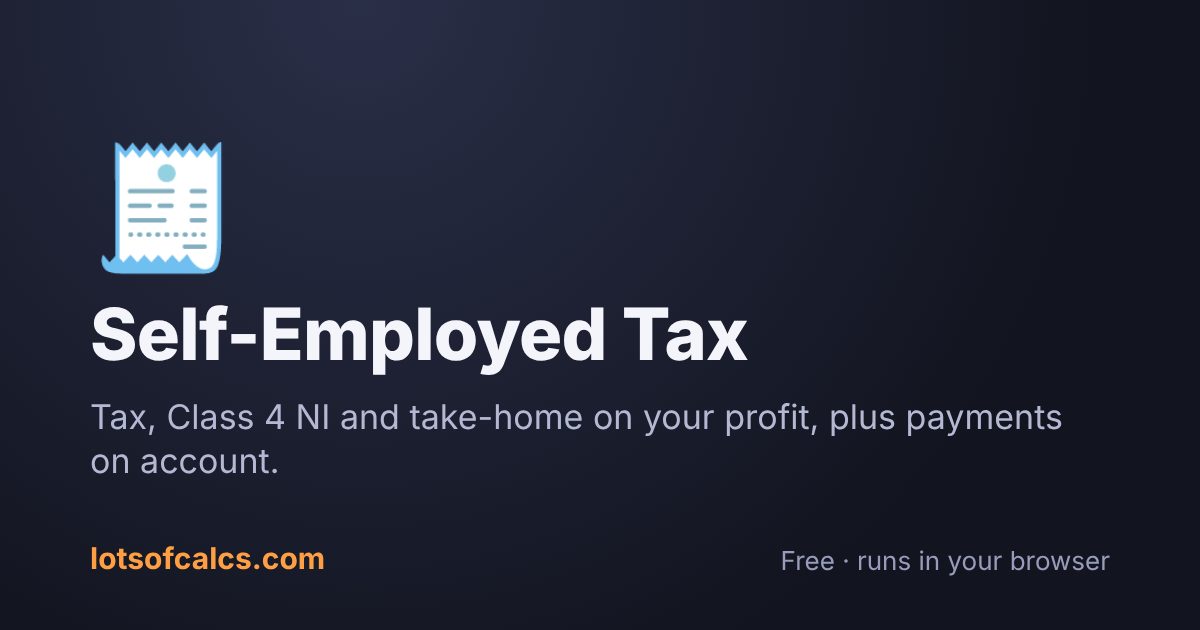 Self-Employed Tax
Tax, Class 4 NI and take-home on your profit, plus payments
on account.
lotsofcalcs.com
Free · runs in your browser